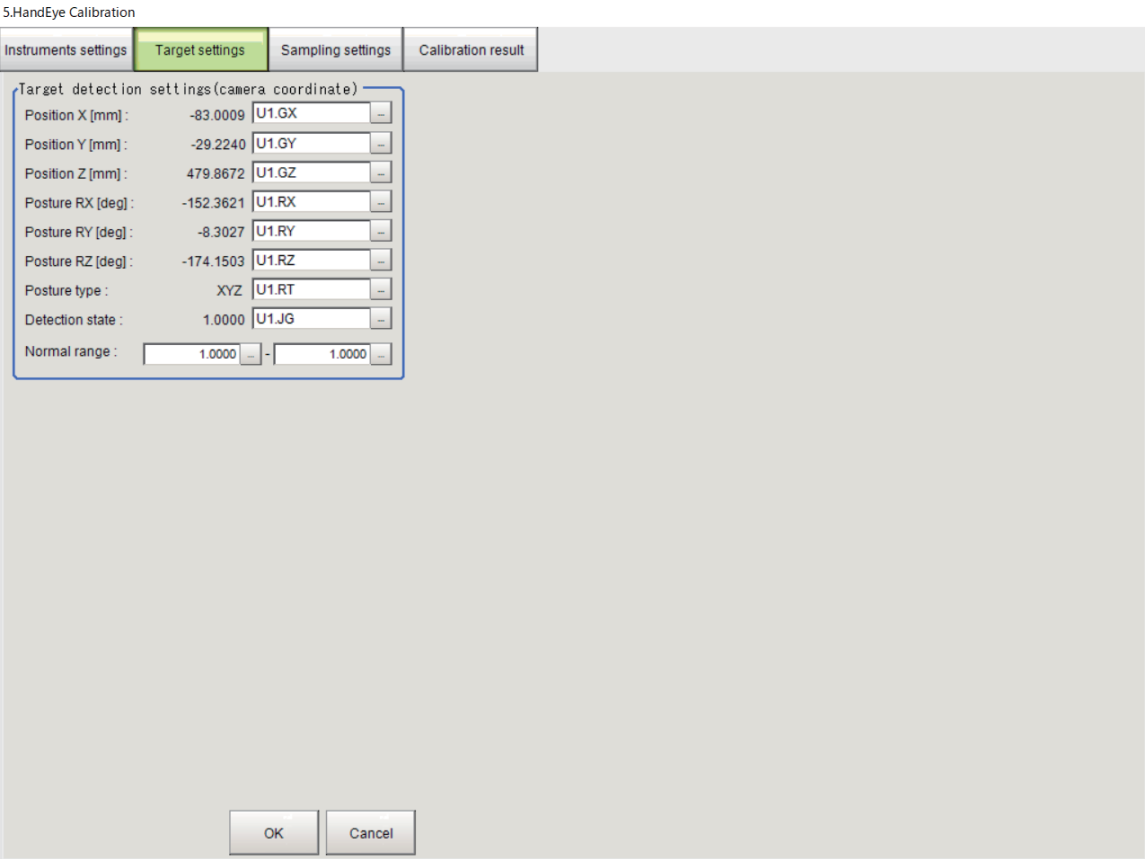 5.HandEye Calibration
Instruments settings Target settings Sampling settings Calibration result
Target detection settings(camera coordinate)
Position X [mm] : -83.0009 U1.GX ...
Position Y [mm] : -29.2240 U1.GY ...
Position Z [mm] : 479.8672 U1.GZ ...
Posture RX [deg] : -152.3621 U1.RX ...
Posture RY [deg] : -8.3027 U1.RY ...
Posture RZ [deg] : -174.1503 U1.RZ ...
Posture type : XYZ U1.RT ...
Detection state : 1.0000 U1.JG ...
Normal range : 1.0000 ... - 1.0000 ...
OK Cancel